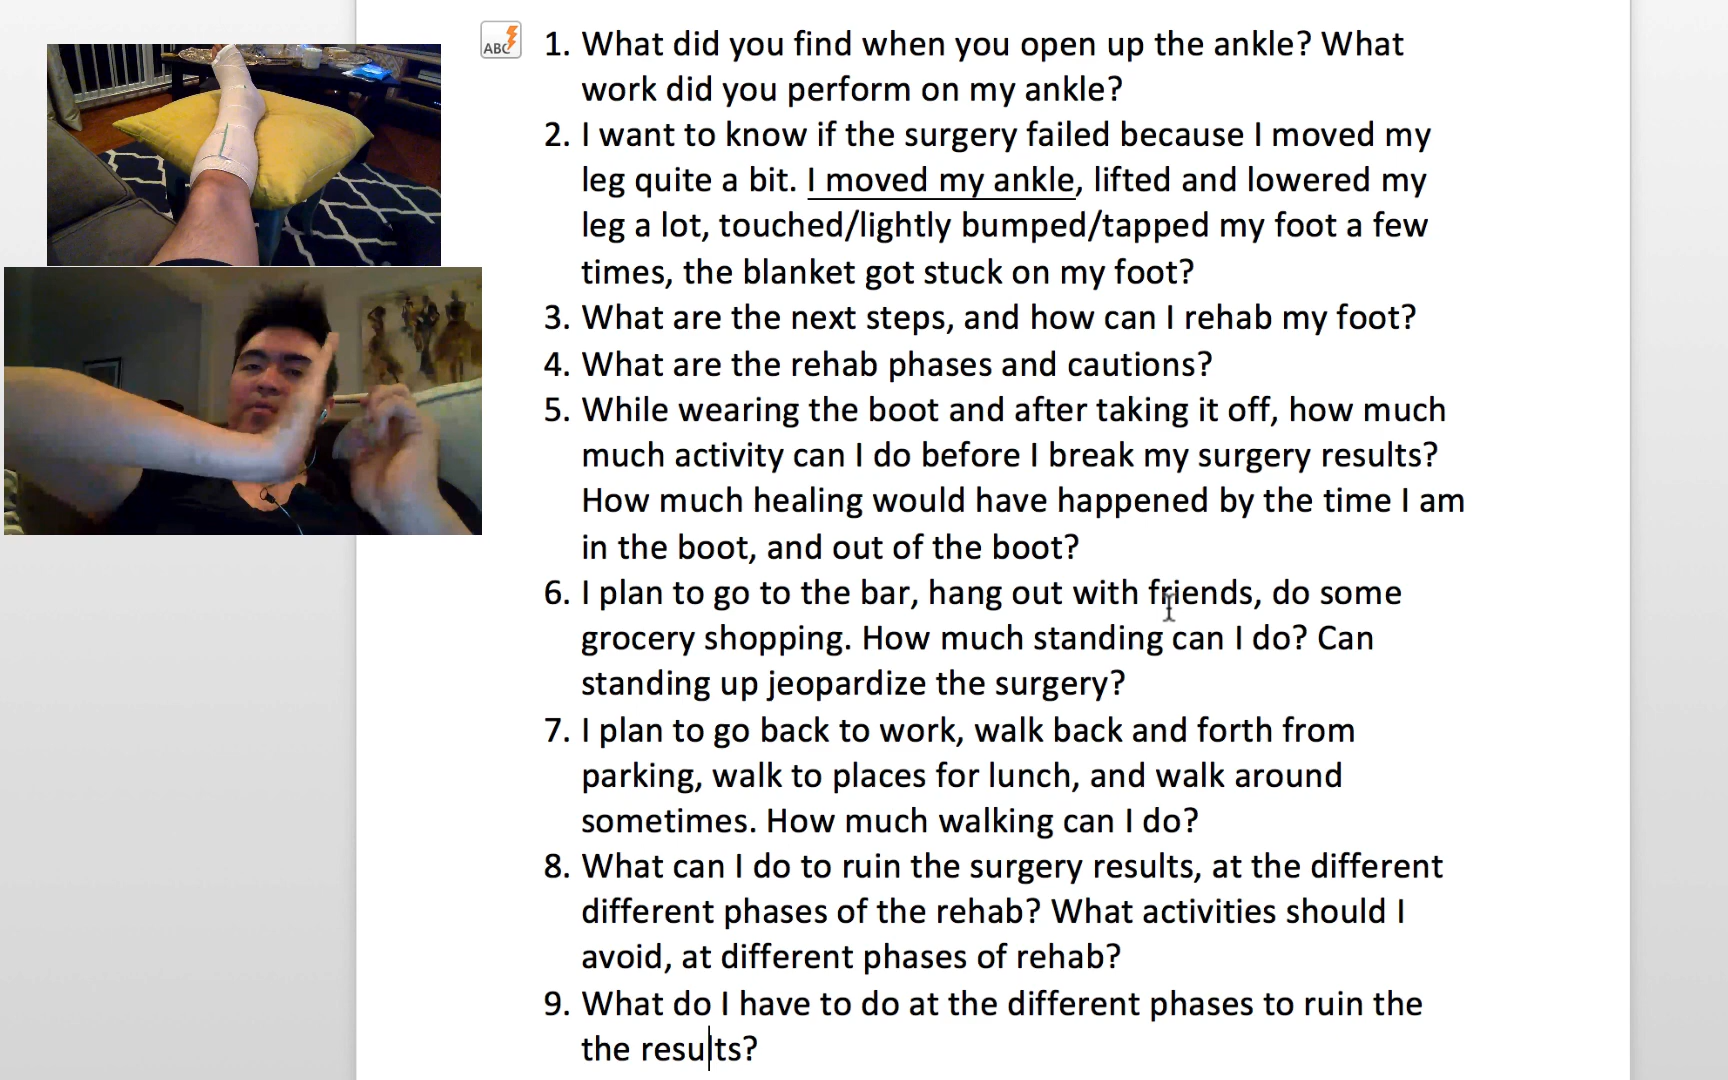 ABC
1. What did you find when you open up the ankle? What
work did you perform on my ankle?
2. I want to know if the surgery failed because I moved my
leg quite a bit. I moved my ankle, lifted and lowered my
leg a lot, touched/lightly bumped/tapped my foot a few
times, the blanket got stuck on my foot?
3. What are the next steps, and how can I rehab my foot?
4. What are the rehab phases and cautions?
5. While wearing the boot and after taking it off, how much
much activity can I do before I break my surgery results?
How much healing would have happened by the time I am
in the boot, and out of the boot?
6. I plan to go to the bar, hang out with friends, do some
grocery shopping. How much standing can I do? Can
standing up jeopardize the surgery?
7. I plan to go back to work, walk back and forth from
parking, walk to places for lunch, and walk around
sometimes. How much walking can I do?
8. What can I do to ruin the surgery results, at the different
different phases of the rehab? What activities should I
avoid, at different phases of rehab?
9. What do I have to do at the different phases to ruin the
the results?